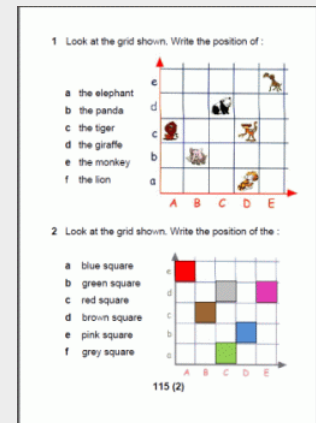 1 Look at the grid shown. Write the position of :
a the elephant
b the panda
c the tiger
d the giraffe
e the monkey
f the lion
e
d
c
b
a
A B C D E
2 Look at the grid shown. Write the position of the :
a blue square
b green square
c red square
d brown square
e pink square
f grey square
e
d
c
b
a
A B C D E
115 (2)